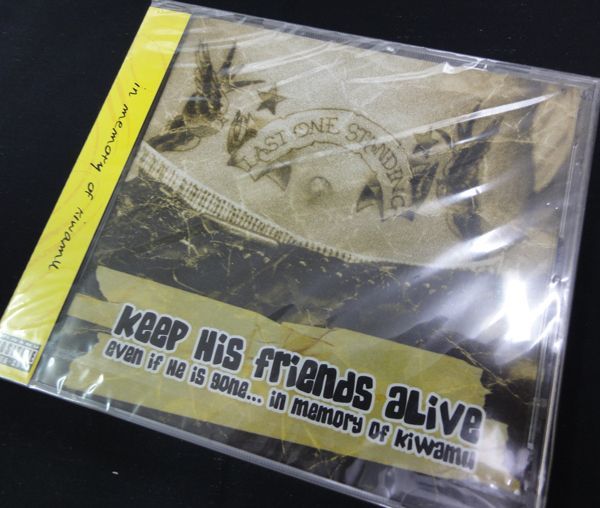 in memory of kiwamu
LAST ONE STANDING
KEEP HIS FRIENDS ALIVE
even if He is gone... in memory of Kiwamu